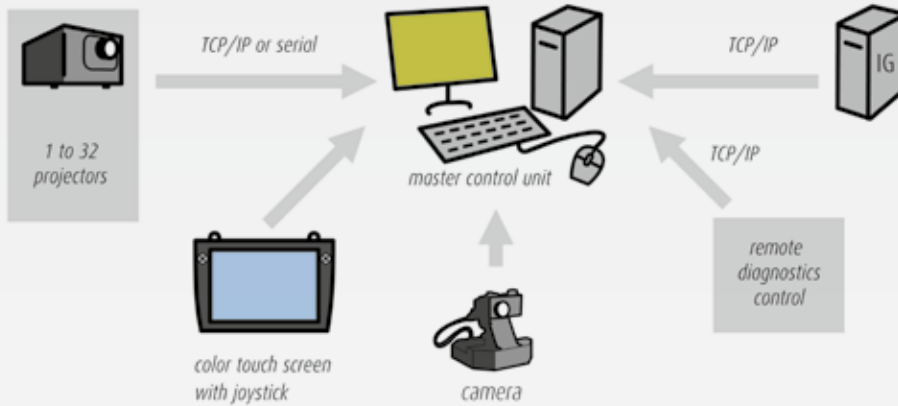 TCP/IP or serial
TCP/IP
IG
1 to 32
projectors
master control unit
TCP/IP
remote
diagnostics
control
color touch screen
with joystick
camera